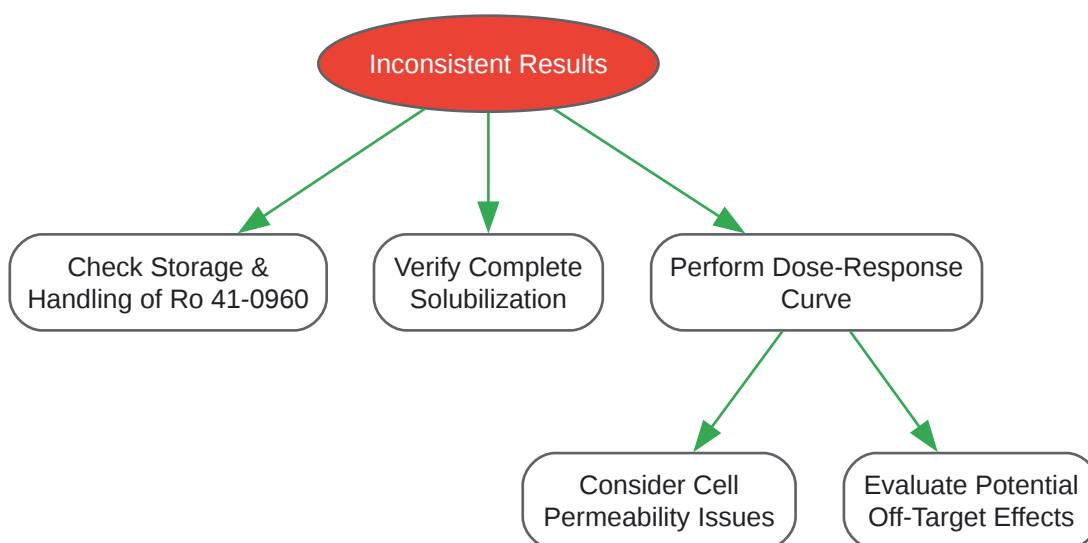 Inconsistent Results
Check Storage &
Handling of Ro 41-0960
Verify Complete
Solubilization
Perform Dose-Response
Curve
Consider Cell
Permeability Issues
Evaluate Potential
Off-Target Effects